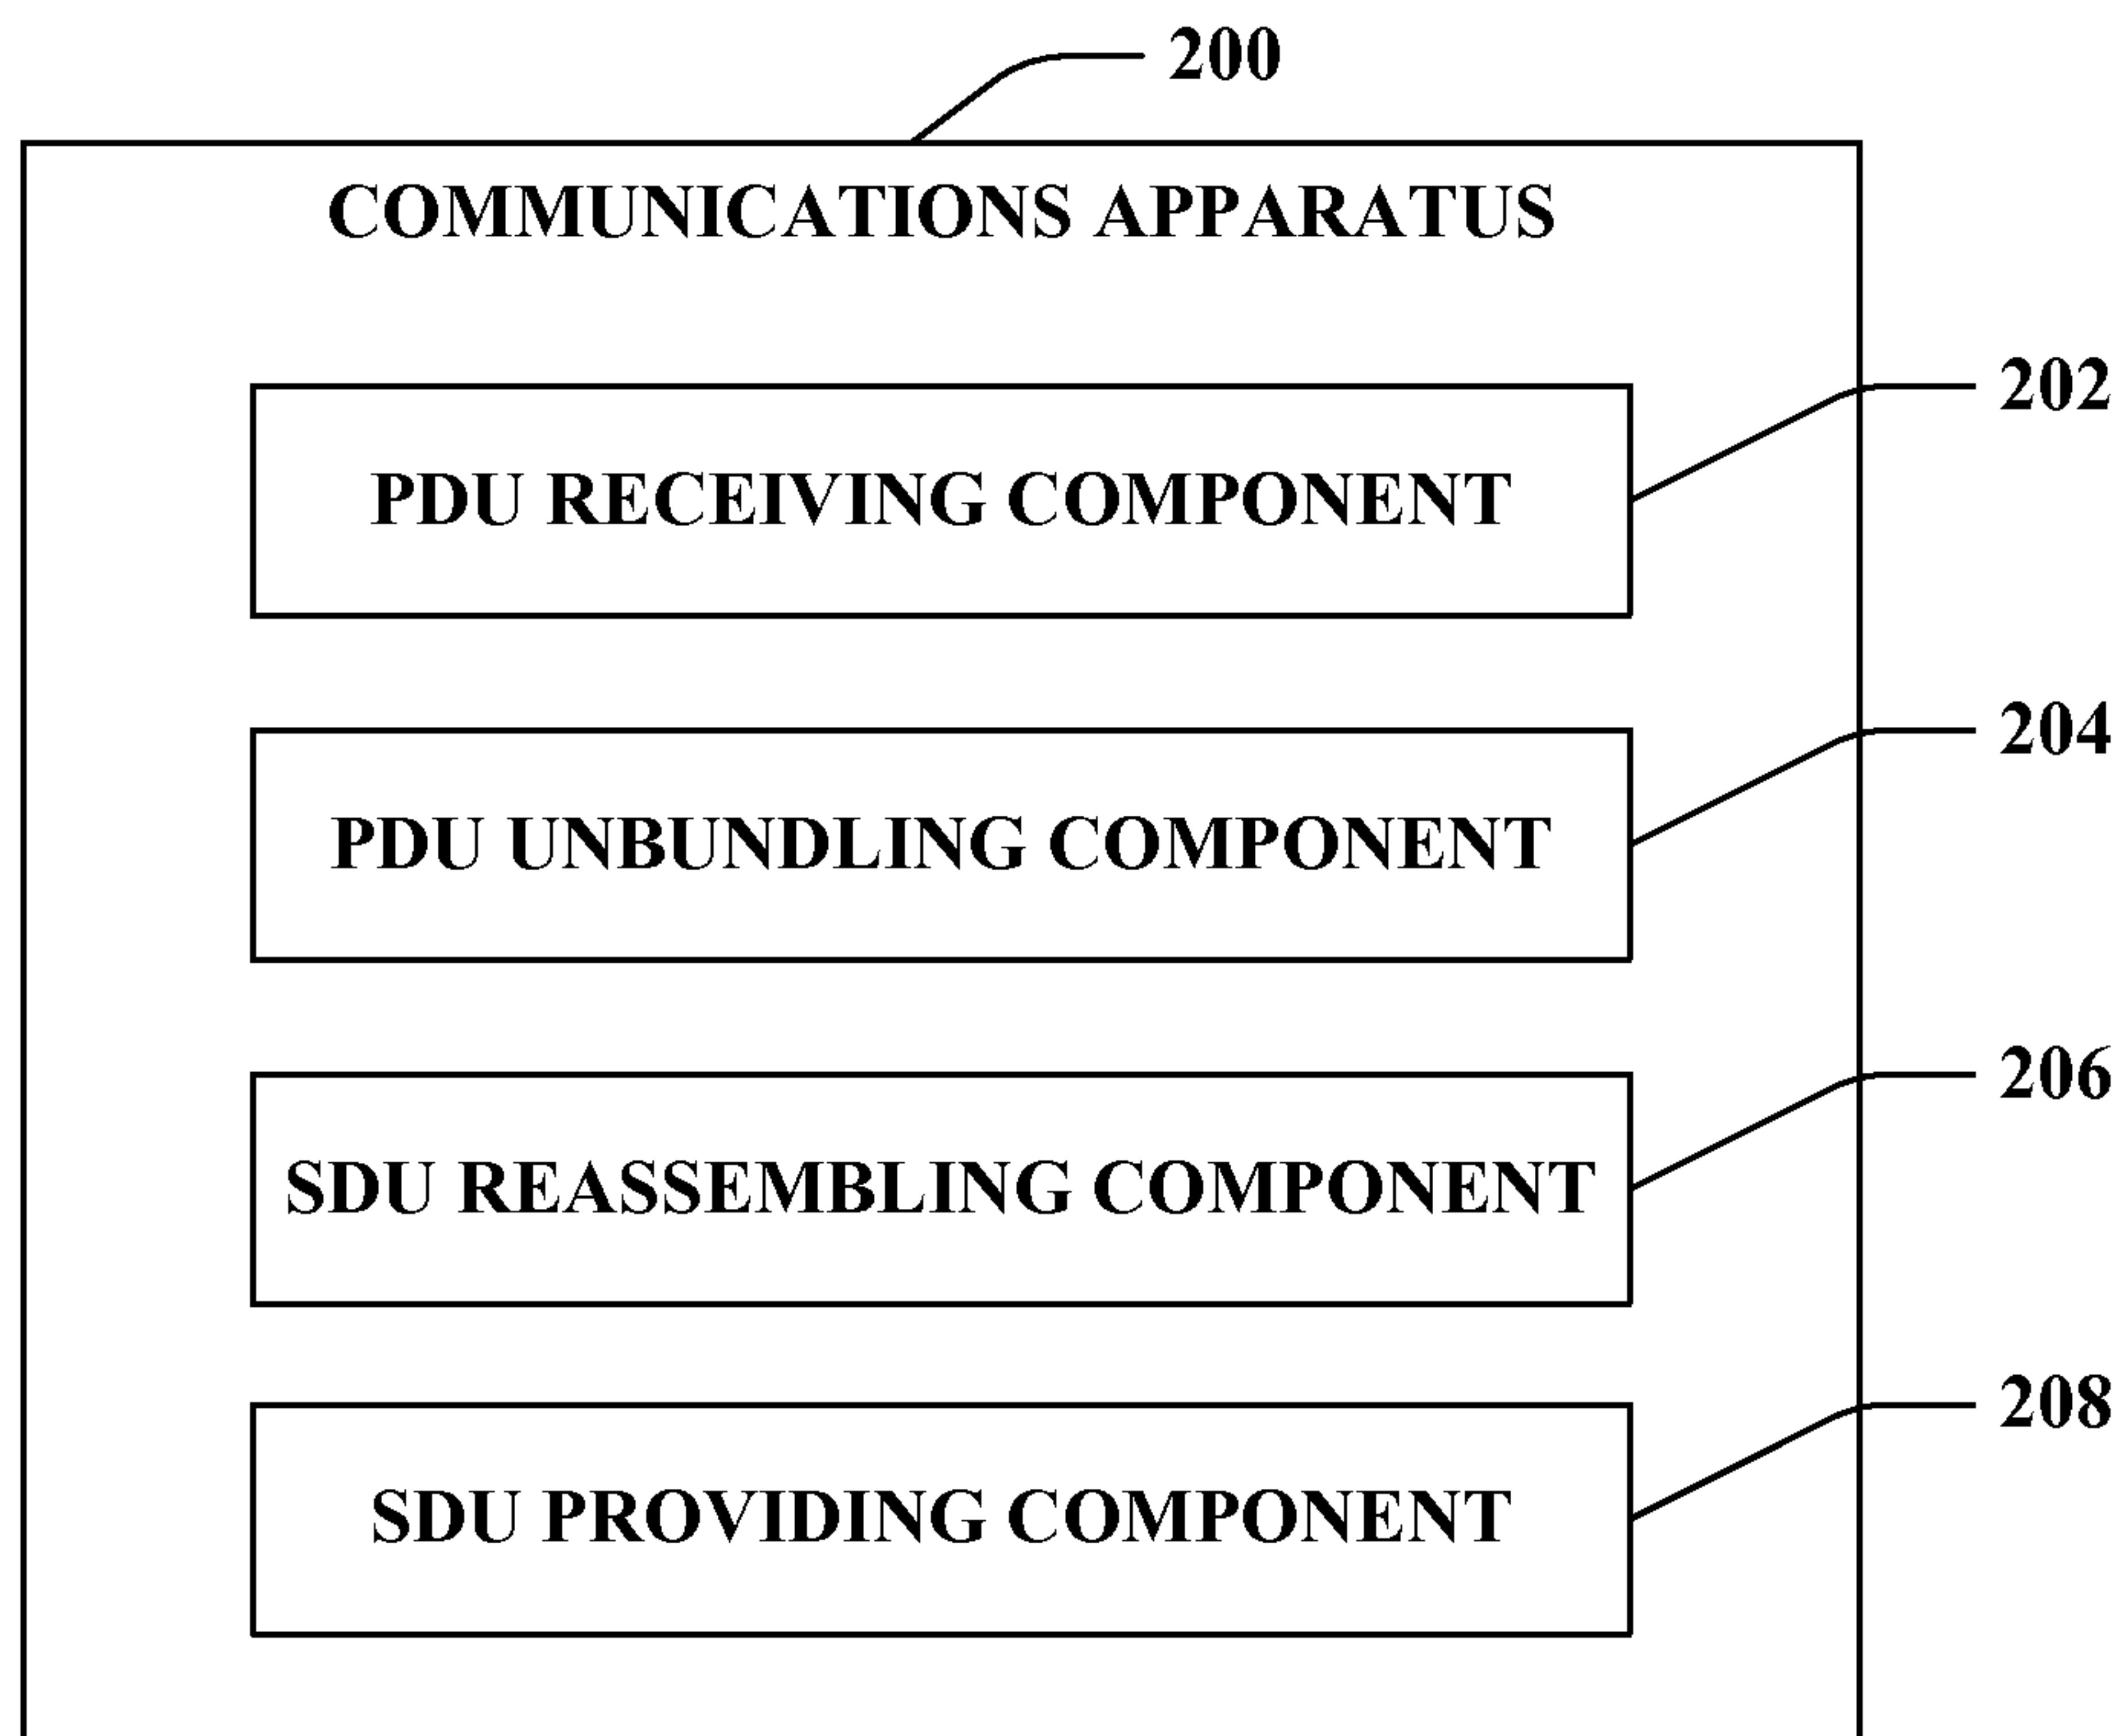 200
COMMUNICATIONS APPARATUS
202
PDU RECEIVING COMPONENT
204
PDU UNBUNDLING COMPONENT
206
SDU REASSEMBLING COMPONENT
208
SDU PROVIDING COMPONENT